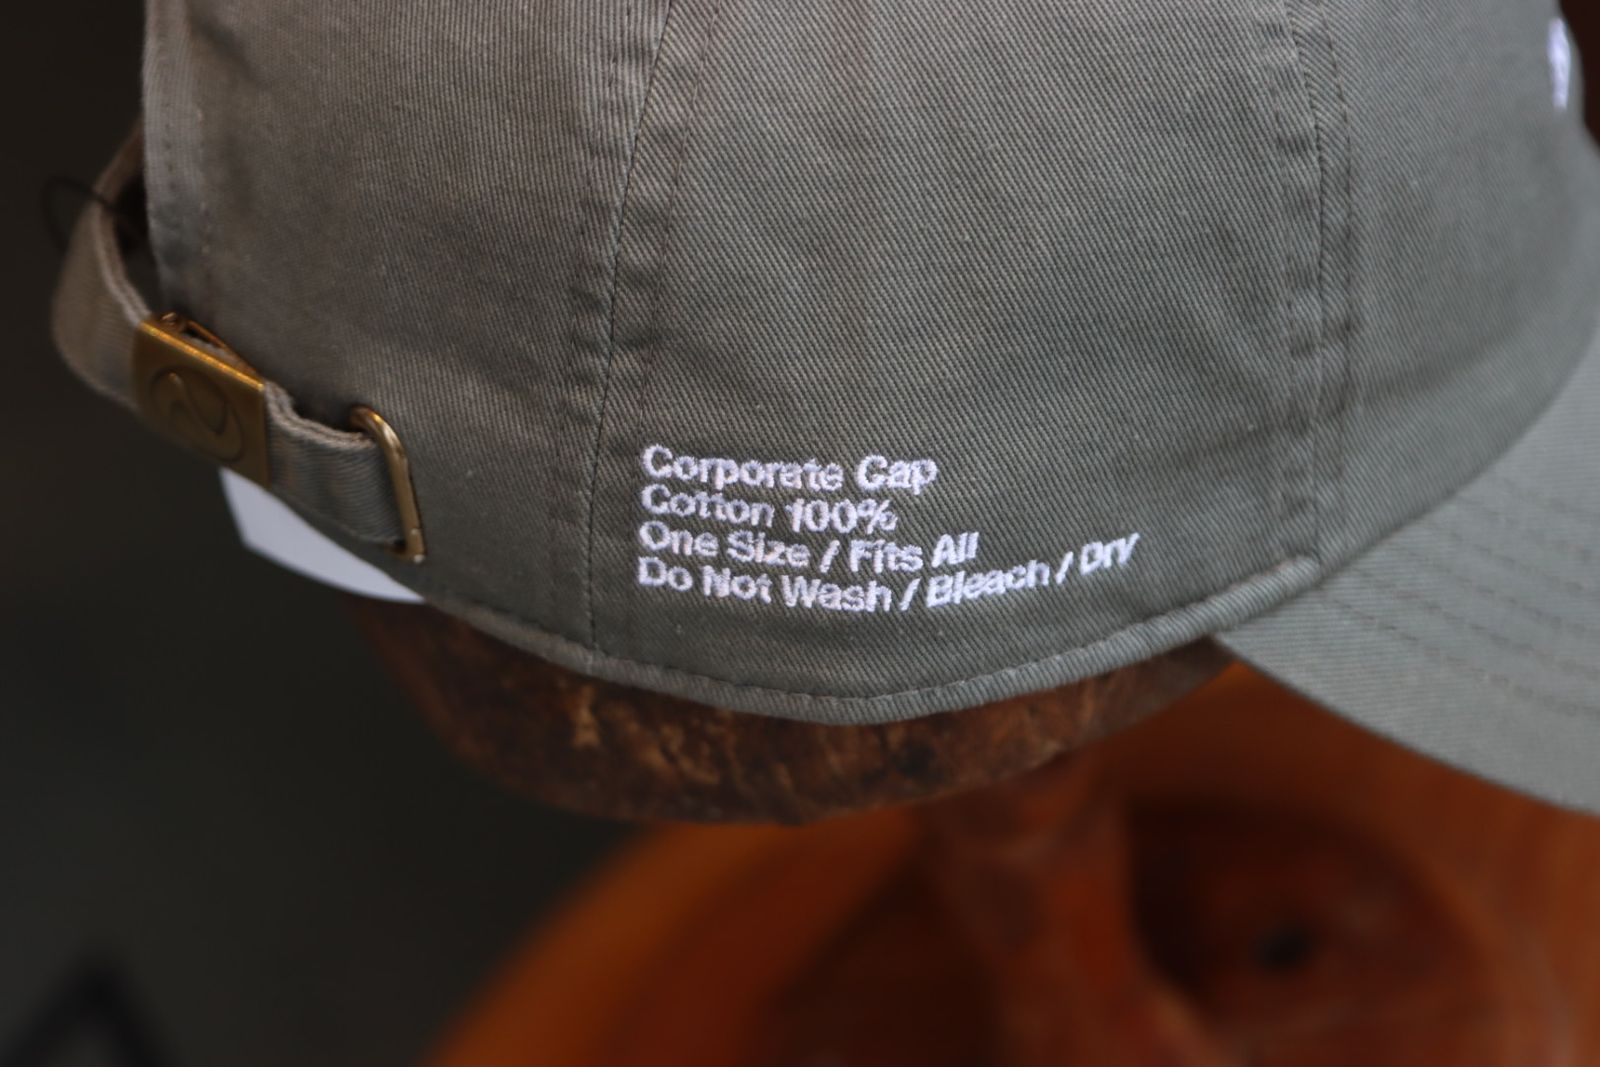 Corporate Cap
Cotton 100%
One Size / Fits All
Do Not Wash / Bleach / Dry